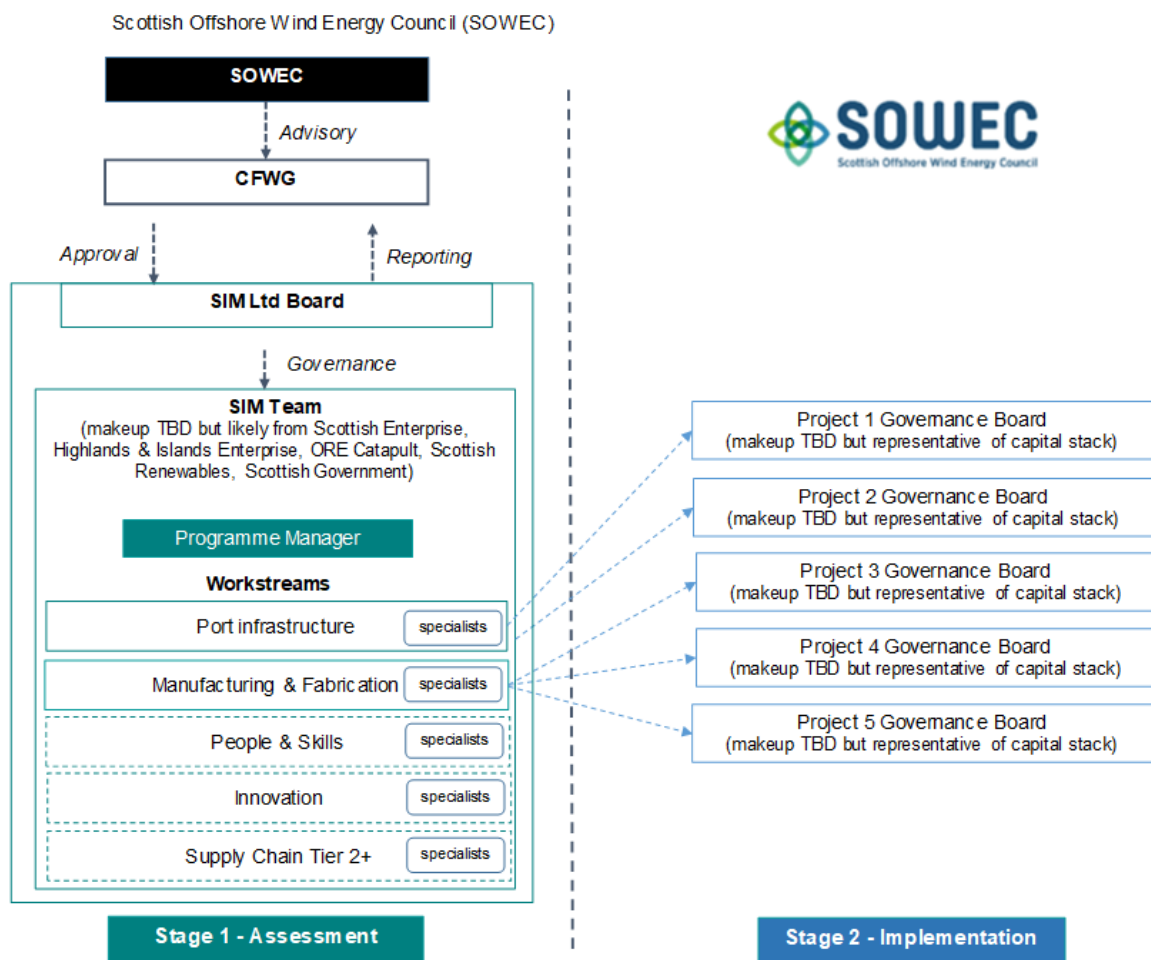 Scottish Offshore Wind Energy Council (SOWEC)
SOWEC
Advisory
CFWG
Approval
Reporting
SIM Ltd Board
Governance
SIM Team
(makeup TBD but likely from Scottish Enterprise,
Highlands & Islands Enterprise, ORE Catapult, Scottish
Renewables, Scottish Government)
Programme Manager
Workstreams
Port infrastructure
specialists
Manufacturing & Fabrication
specialists
People & Skills
specialists
Innovation
specialists
Supply Chain Tier 2+
specialists
Stage 1 - Assessment
SOWEC
Scottish Offshore Wind Energy Council
Project 1 Governance Board
(makeup TBD but representative of capital stack)
Project 2 Governance Board
(makeup TBD but representative of capital stack)
Project 3 Governance Board
(makeup TBD but representative of capital stack)
Project 4 Governance Board
(makeup TBD but representative of capital stack)
Project 5 Governance Board
(makeup TBD but representative of capital stack)
Stage 2 - Implementation